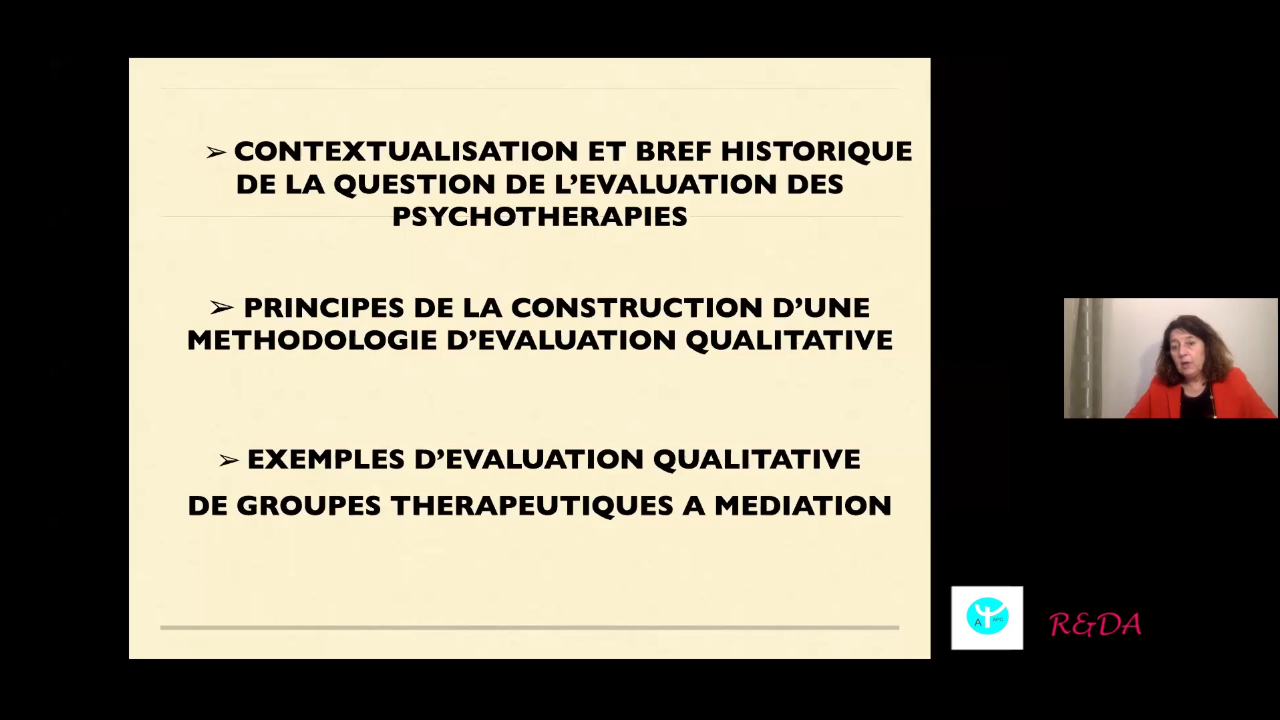 ➢ CONTEXTUALISATION ET BREF HISTORIQUE
DE LA QUESTION DE L’EVALUATION DES
PSYCHOTHERAPIES
➢ PRINCIPES DE LA CONSTRUCTION D’UNE
METHODOLOGIE D’EVALUATION QUALITATIVE
➢ EXEMPLES D’EVALUATION QUALITATIVE
DE GROUPES THERAPEUTIQUES A MEDIATION
R&DA